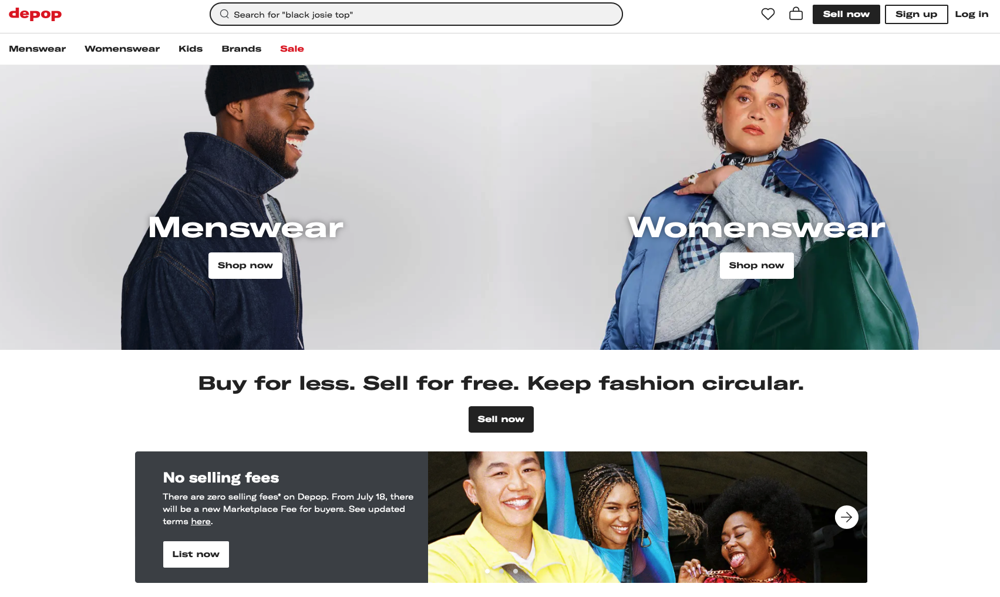 depop
Search for "black josie top"
Sell now
Sign up
Log in
Menswear
Womenswear
Kids
Brands
Sale
Menswear
Shop now
Womenswear
Shop now
Buy for less. Sell for free. Keep fashion circular.
Sell now
No selling fees
There are zero selling fees* on Depop. From July 18, there
will be a new Marketplace Fee for buyers. See updated
terms here.
List now